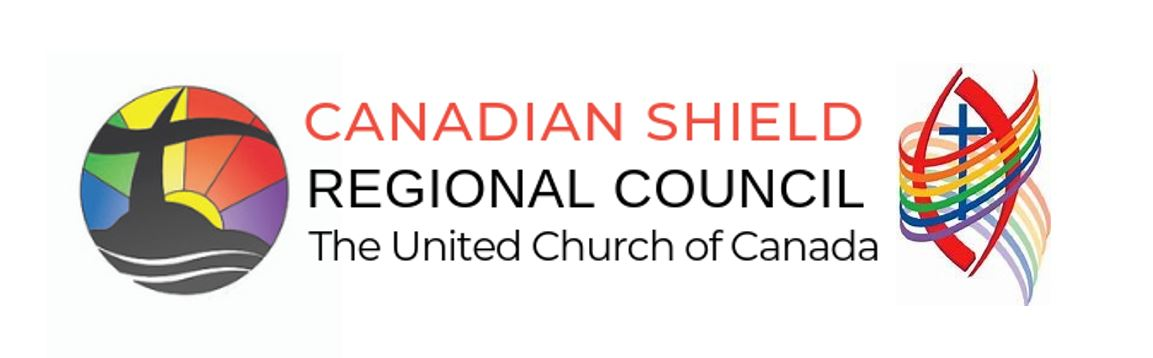 CANADIAN SHIELD
REGIONAL COUNCIL
The United Church of Canada